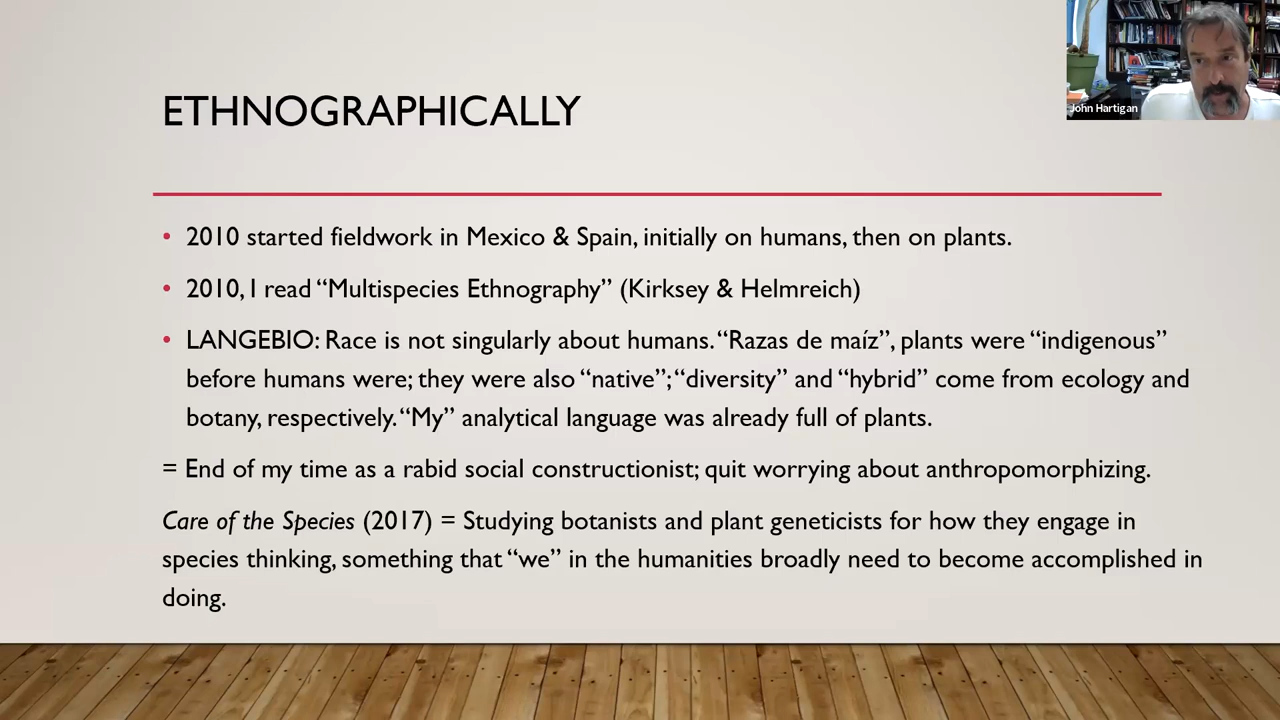 John Hartigan
ETHNOGRAPHICALLY
• 2010 started fieldwork in Mexico & Spain, initially on humans, then on plants.
• 2010, I read “Multispecies Ethnography” (Kirksey & Helmreich)
• LANGEBIO: Race is not singularly about humans. “Razas de maíz”, plants were “indigenous”
before humans were; they were also “native”; “diversity” and “hybrid” come from ecology and
botany, respectively. “My” analytical language was already full of plants.
= End of my time as a rabid social constructionist; quit worrying about anthropomorphizing.
Care of the Species (2017) = Studying botanists and plant geneticists for how they engage in
species thinking, something that “we” in the humanities broadly need to become accomplished in
doing.